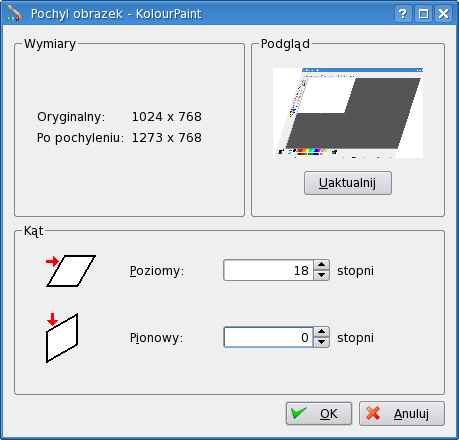 Pochyl obrazek - KolourPaint
Wymiary
Oryginalny: 1024 x 768
Po pochyleniu: 1273 x 768
Podgląd
Uaktualnij
Kąt
Poziomy: 18 stopni
Pionowy: 0 stopni
OK
Anuluj